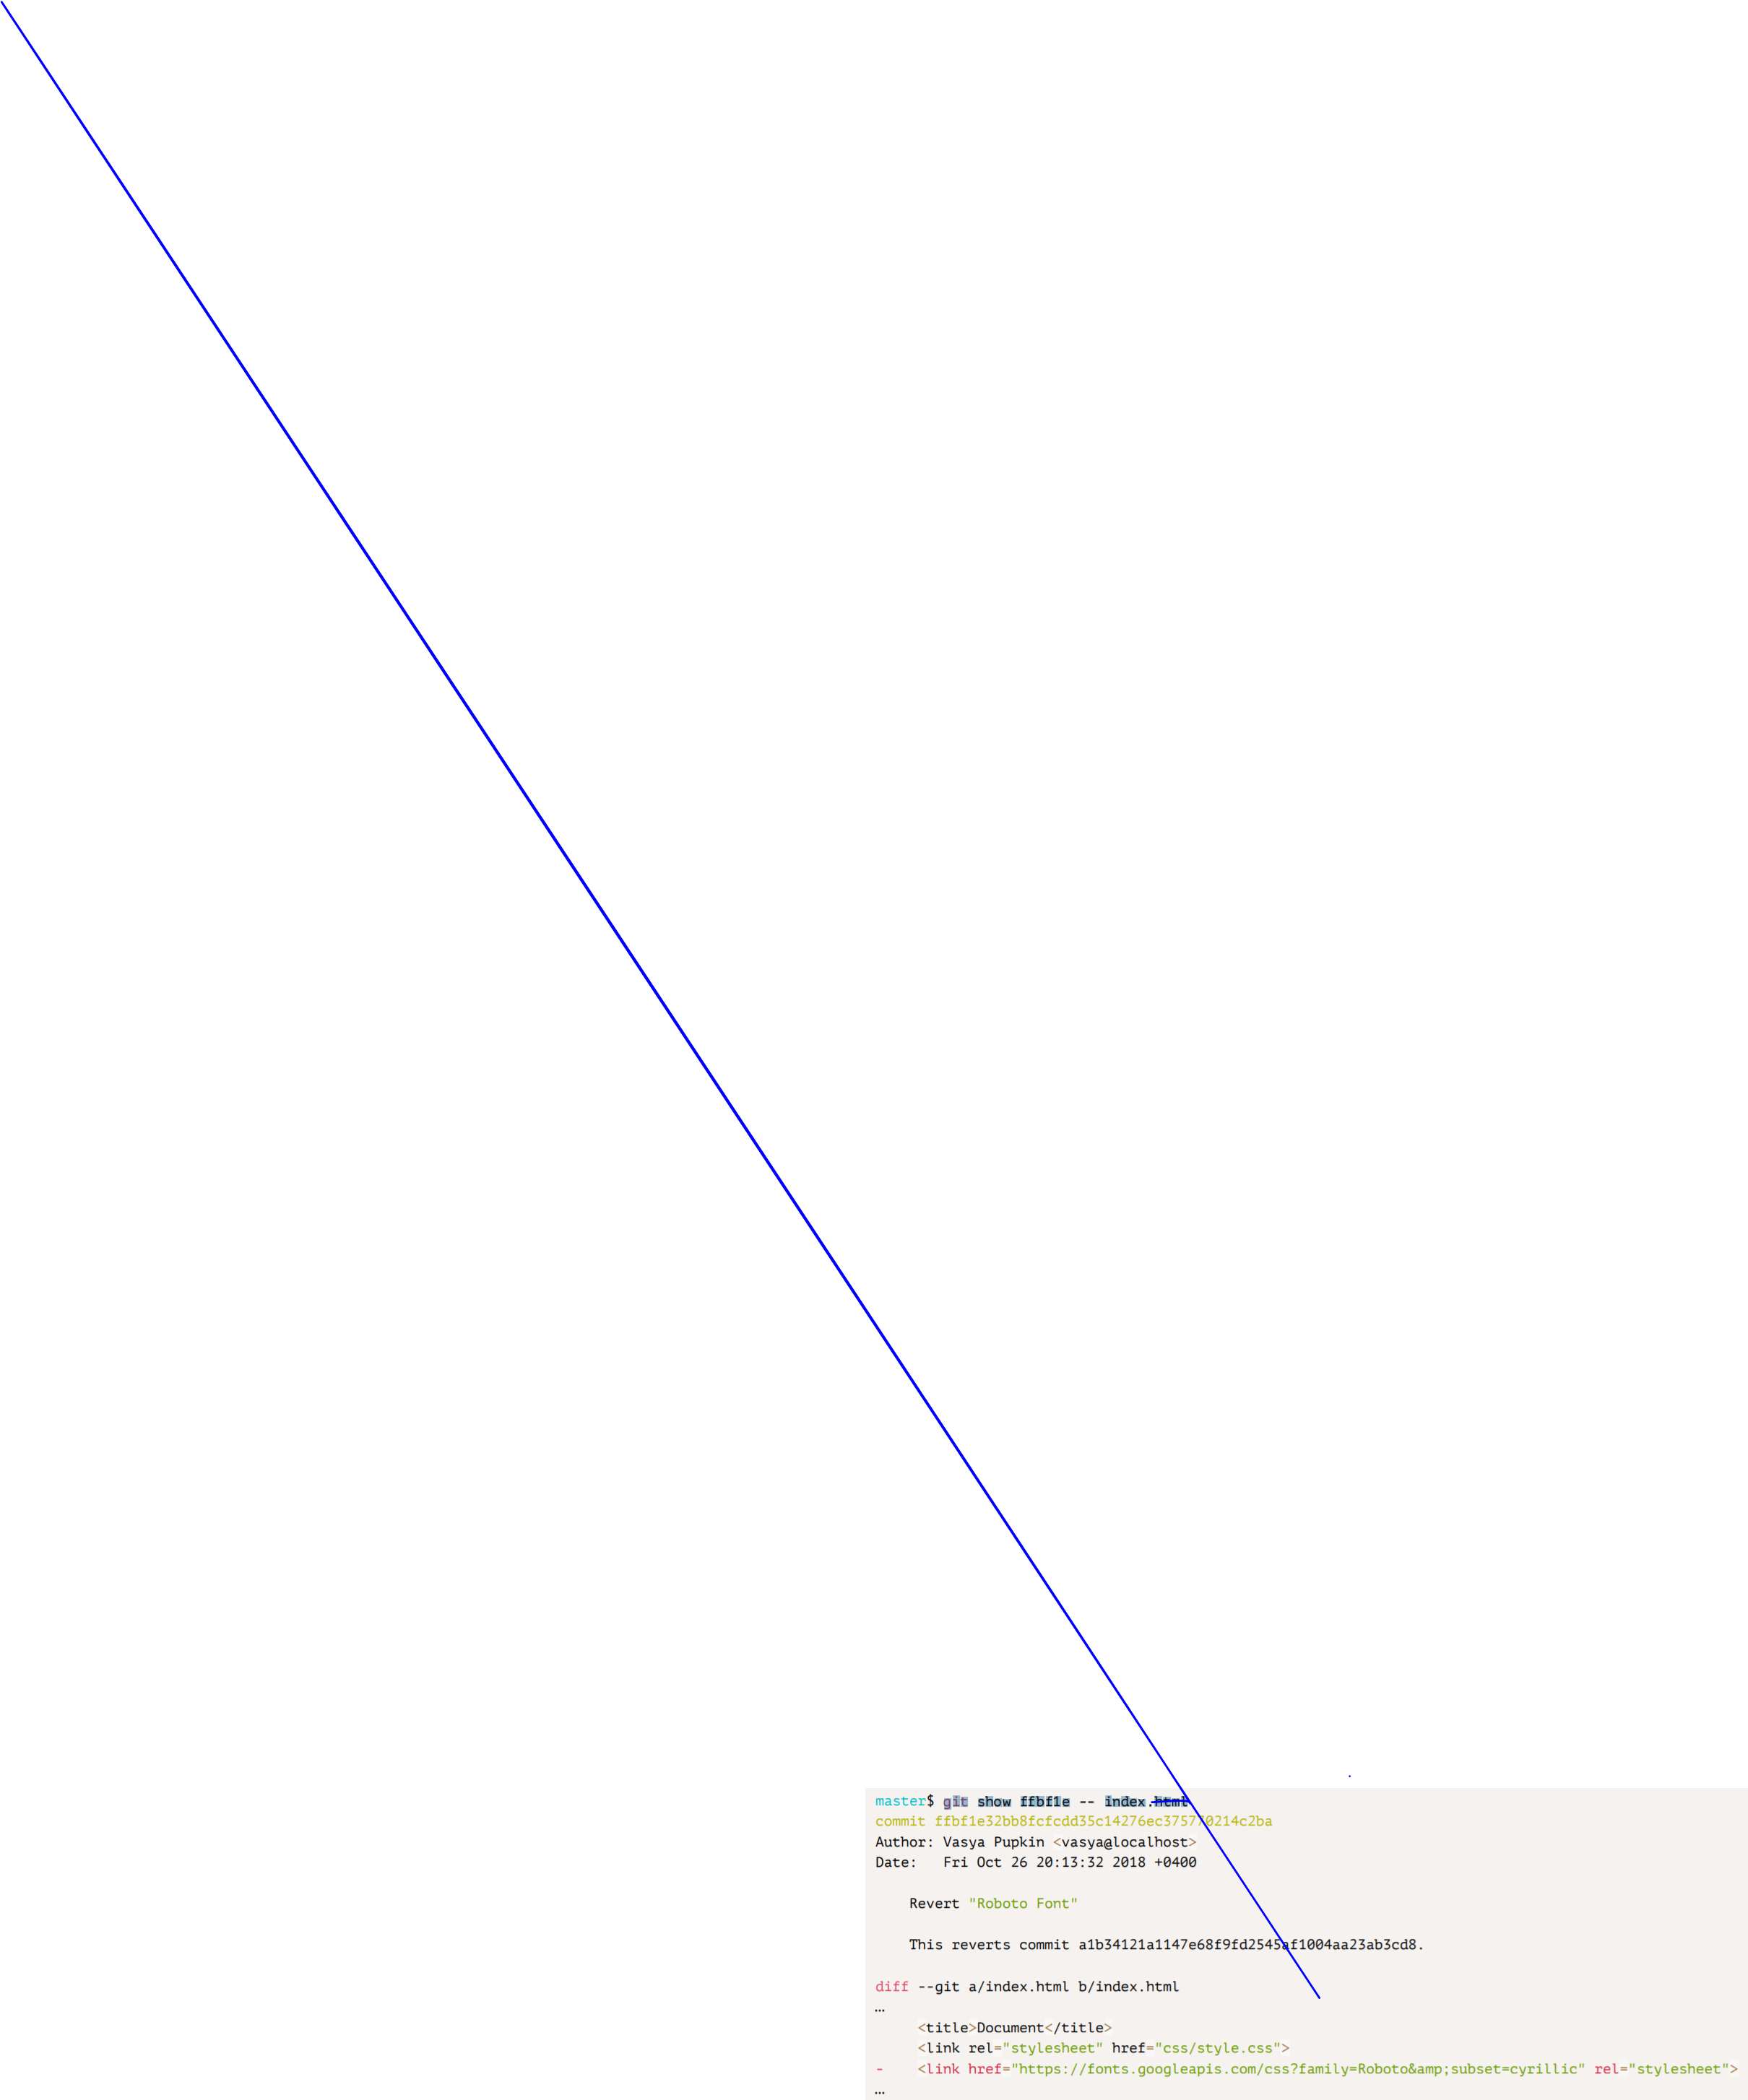 master$ git show ffbf1e -- index.html
commit ffbf1e32bb8fcfcdd35c14276ec375770214c2ba
Author: Vasya Pupkin <vasya@localhost>
Date:   Fri Oct 26 20:13:32 2018 +0400
Revert "Roboto Font"
This reverts commit a1b34121a1147e68f9fd2545af1004aa23ab3cd8.
diff --git a/index.html b/index.html
…
<title>Document</title>
<link rel="stylesheet" href="css/style.css">
-    <link href="https://fonts.googleapis.com/css?family=Roboto&amp;subset=cyrillic" rel="stylesheet">
…